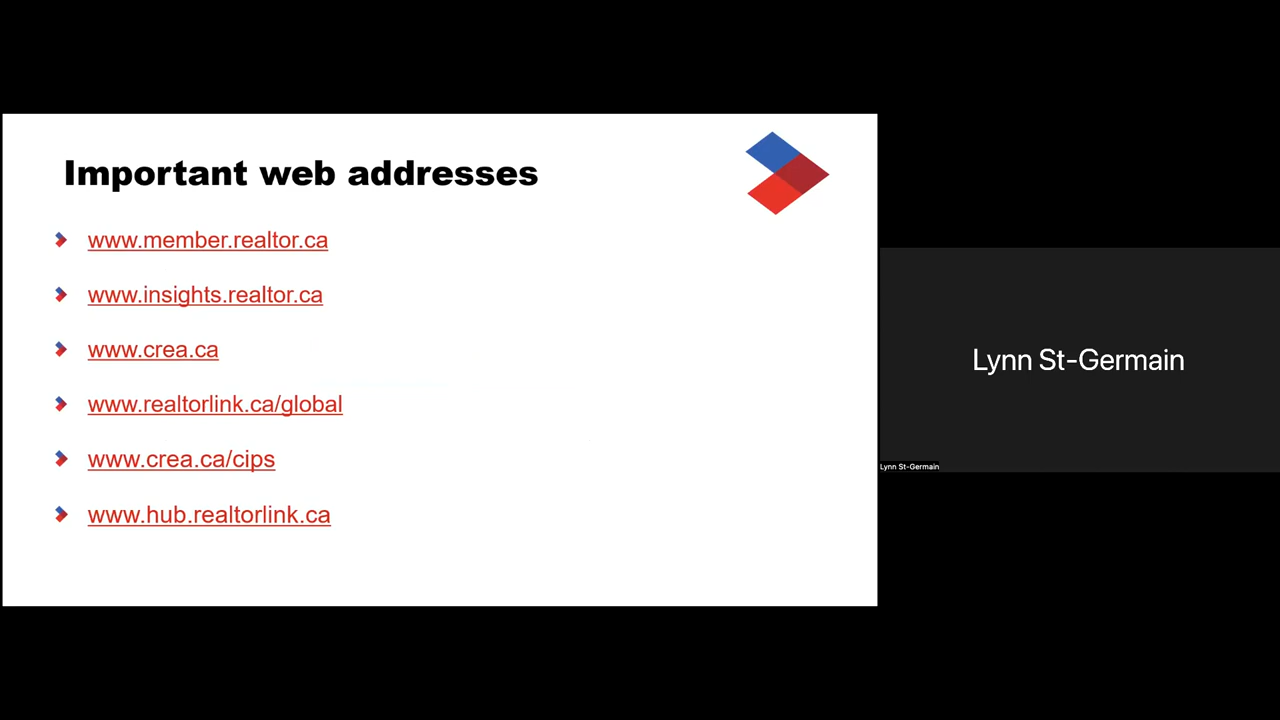 Important web addresses
www.member.realtor.ca
www.insights.realtor.ca
www.crea.ca
www.realtorlink.ca/global
www.crea.ca/cips
www.hub.realtorlink.ca
Lynn St-Germain
Lynn St-Germain